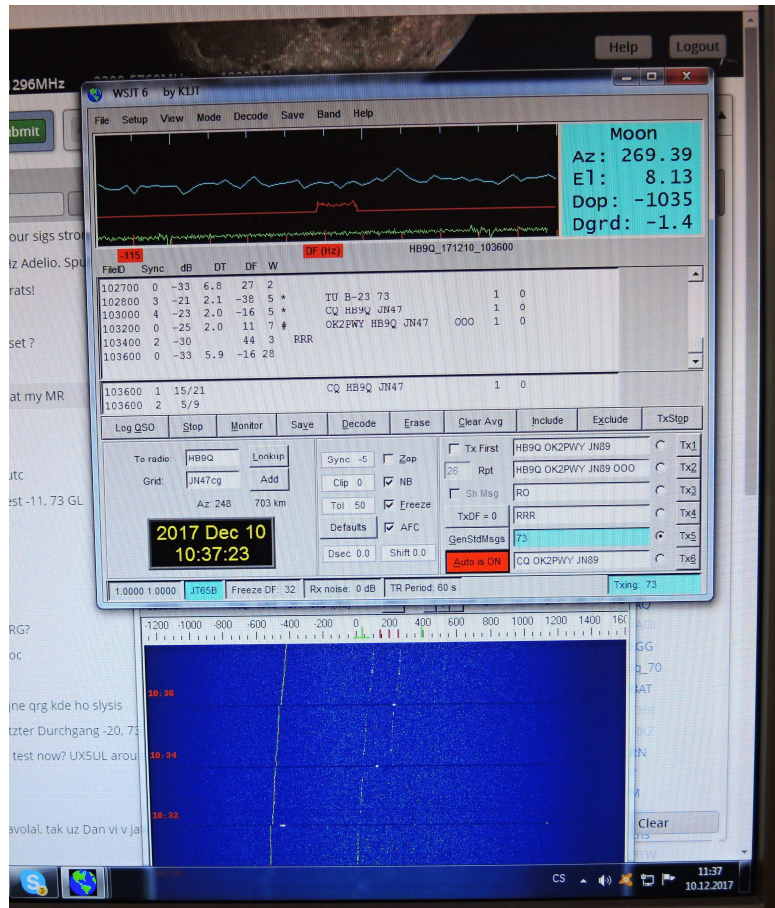 Help Logout
1296MHz
WSJT 6 by K1JT
File Setup View Mode Decode Save Band Help
Moon
Az: 269.39
El: 8.13
Dop: -1035
Dgrd: -1.4
-115 DF (Hz) HB9Q_171210_103600
FileID Sync dB DT DF W
102700 0 -33 6.8 27 2
102800 3 -21 2.1 -38 5 * TU B-23 73 1 0
103000 4 -23 2.0 -16 5 * CQ HB9Q JN47 1 0
103200 0 -25 2.0 11 7 # OK2PWY HB9Q JN47 OOO 1 0
103400 2 -30 44 3 RRR
103600 0 -33 5.9 -16 28
103600 1 15/21 CQ HB9Q JN47 1 0
103600 2 5/9
Log QSO Stop Monitor Save Decode Erase Clear Avg Include Exclude TxStop
To radio: HB9Q Lookup
Grid: JN47cg Add
Az: 248 703 km
2017 Dec 10
10:37:23
Sync -5 Zap
Clip 0 NB
Tol 50 Freeze
Defaults AFC
Dsec 0.0 Shift 0.0
Tx First HB9Q OK2PWY JN89 Tx1
26 Rpt HB9Q OK2PWY JN89 OOO Tx2
Sh Msg RO Tx3
TxDF = 0 RRR Tx4
GenStdMsgs 73 Tx5
Auto is ON CQ OK2PWY JN89 Tx6
1.0000 1.0000 JT65B Freeze DF: 32 Rx noise: 0 dB TR Period: 60 s Txing: 73
-1200 -1000 -800 -600 -400 -200 0 200 400 600 800 1000 1200 1400
10:36
10:34
10:32
our sigs
Adelio.
rats!
set ?
at my MR
-11, 73 GL
RG?
qrg kde ho slysis
Durchgang -20,
test now? UX5UL
tak uz Dan vi v
GG
q_70
Clear
CS 11:37
10.12.2017